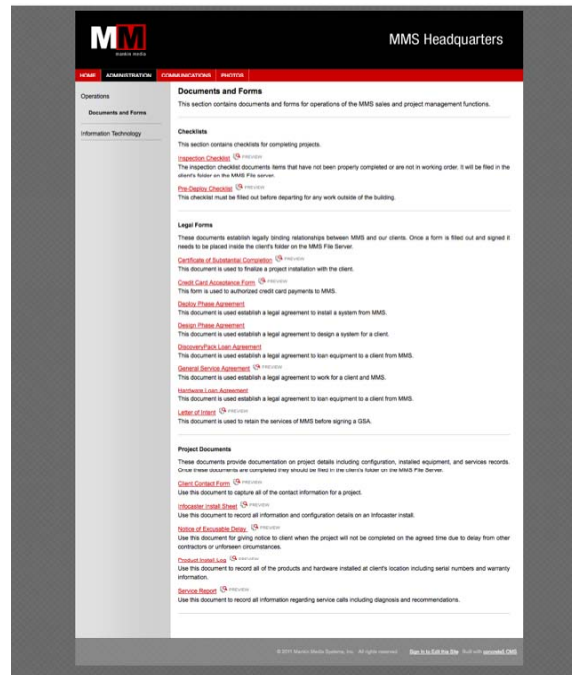 MM
mankin media
MMS Headquarters
HOME ADMINISTRATION COMMUNICATIONS PHOTOS
Operations
Documents and Forms
Information Technology
Documents and Forms
This section contains documents and forms for operations of the MMS sales and project management functions.
Checklists
This section contains checklists for completing projects.
Inspection Checklist PREVIEW
The inspection checklist documents items that have not been properly completed or are not in working order. It will be filed in the
client's folder on the MMS File server.
Pre-Deploy Checklist PREVIEW
This checklist must be filled out before departing for any work outside of the building.
Legal Forms
These documents establish legally binding relationships between MMS and our clients. Once a form is filled out and signed it
needs to be placed inside the client's folder on the MMS File Server.
Certificate of Substantial Completion PREVIEW
This document is used to finalize a project installation with the client.
Credit Card Acceptance Form PREVIEW
This form is used to authorized credit card payments to MMS.
Deploy Phase Agreement
This document is used establish a legal agreement to install a system from MMS.
Design Phase Agreement
This document is used establish a legal agreement to design a system for a client.
DiscoveryPack Loan Agreement
This document is used establish a legal agreement to loan equipment to a client from MMS.
General Service Agreement PREVIEW
This document is used establish a legal agreement to work for a client and MMS.
Hardware Loan Agreement
This document is used establish a legal agreement to loan equipment to a client from MMS.
Letter of Intent PREVIEW
This document is used to retain the services of MMS before signing a GSA.
Project Documents
These documents provide documentation on project details including configuration, installed equipment, and services records.
Once these documents are completed they should be filed in the client's folder on the MMS File Server.
Client Contact Form PREVIEW
Use this document to capture all of the contact information for a project.
Infocaster Install Sheet PREVIEW
Use this document to record all information and configuration details on an Infocaster install.
Notice of Excusable Delay PREVIEW
Use this document for giving notice to client when the project will not be completed on the agreed time due to delay from other
contractors or unforseen circumstances.
Product Install Log PREVIEW
Use this document to record all of the products and hardware installed at client's location including serial numbers and warranty
information.
Service Report PREVIEW
Use this document to record all information regarding service calls including diagnosis and recommendations.
© 2011 Mankin Media Systems, Inc. All rights reserved. Sign In to Edit this Site Built with concrete5 CMS